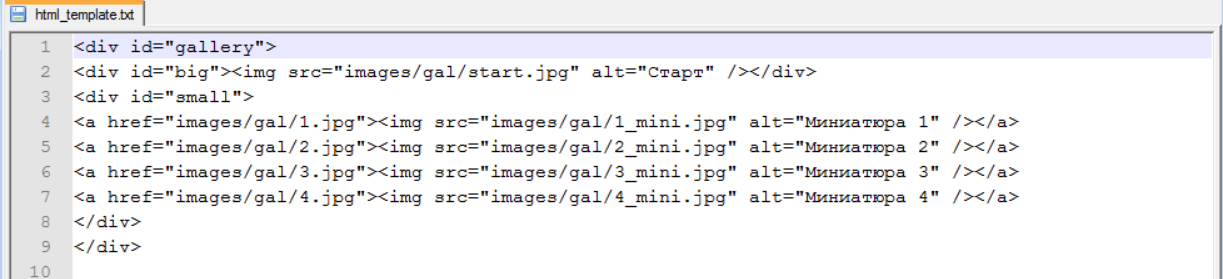 html_template.txt
1 <div id="gallery">
2 <div id="big"><img src="images/gal/start.jpg" alt="Старт" /></div>
3 <div id="small">
4 <a href="images/gal/1.jpg"><img src="images/gal/1_mini.jpg" alt="Миниатюра 1" /></a>
5 <a href="images/gal/2.jpg"><img src="images/gal/2_mini.jpg" alt="Миниатюра 2" /></a>
6 <a href="images/gal/3.jpg"><img src="images/gal/3_mini.jpg" alt="Миниатюра 3" /></a>
7 <a href="images/gal/4.jpg"><img src="images/gal/4_mini.jpg" alt="Миниатюра 4" /></a>
8 </div>
9 </div>
10